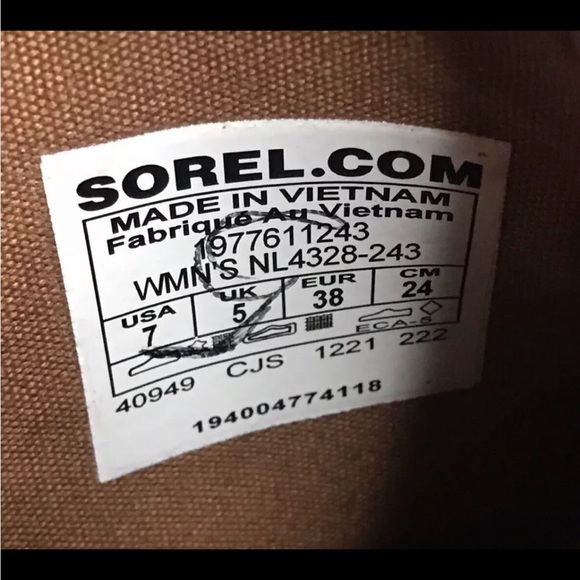 SOREL.COM
MADE IN VIETNAM
Fabriqué Au Vietnam
1977611243
WMN'S NL4328-243
USA UK EUR CM
7 5 38 24
ECA-S
40949 CJS 1221 222
194004774118